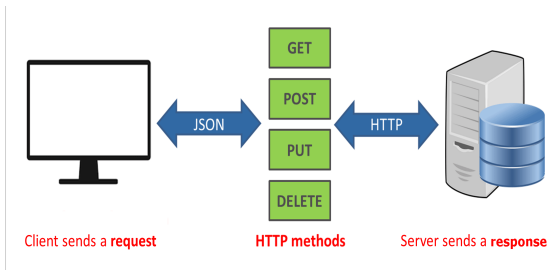 GET
POST
JSON
HTTP
PUT
DELETE
Client sends a request
HTTP methods
Server sends a response